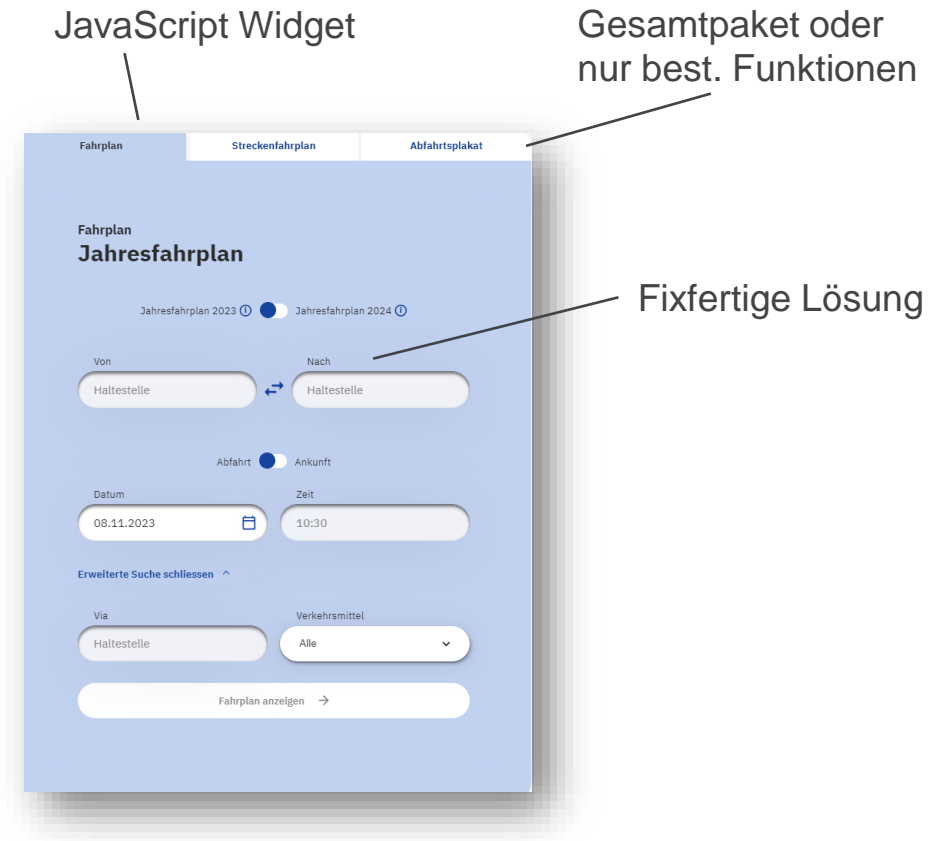 JavaScript Widget
Gesamtpaket oder
nur best. Funktionen
Fahrplan
Streckenfahrplan
Abfahrtsplakat
Fahrplan
Jahresfahrplan
Jahresfahrplan 2023
Jahresfahrplan 2024
Fixfertige Lösung
Von
Nach
Haltestelle
Haltestelle
Abfahrt
Ankunft
Datum
Zeit
08.11.2023
10:30
Erweiterte Suche schliessen
Via
Verkehrsmittel
Haltestelle
Alle
Fahrplan anzeigen